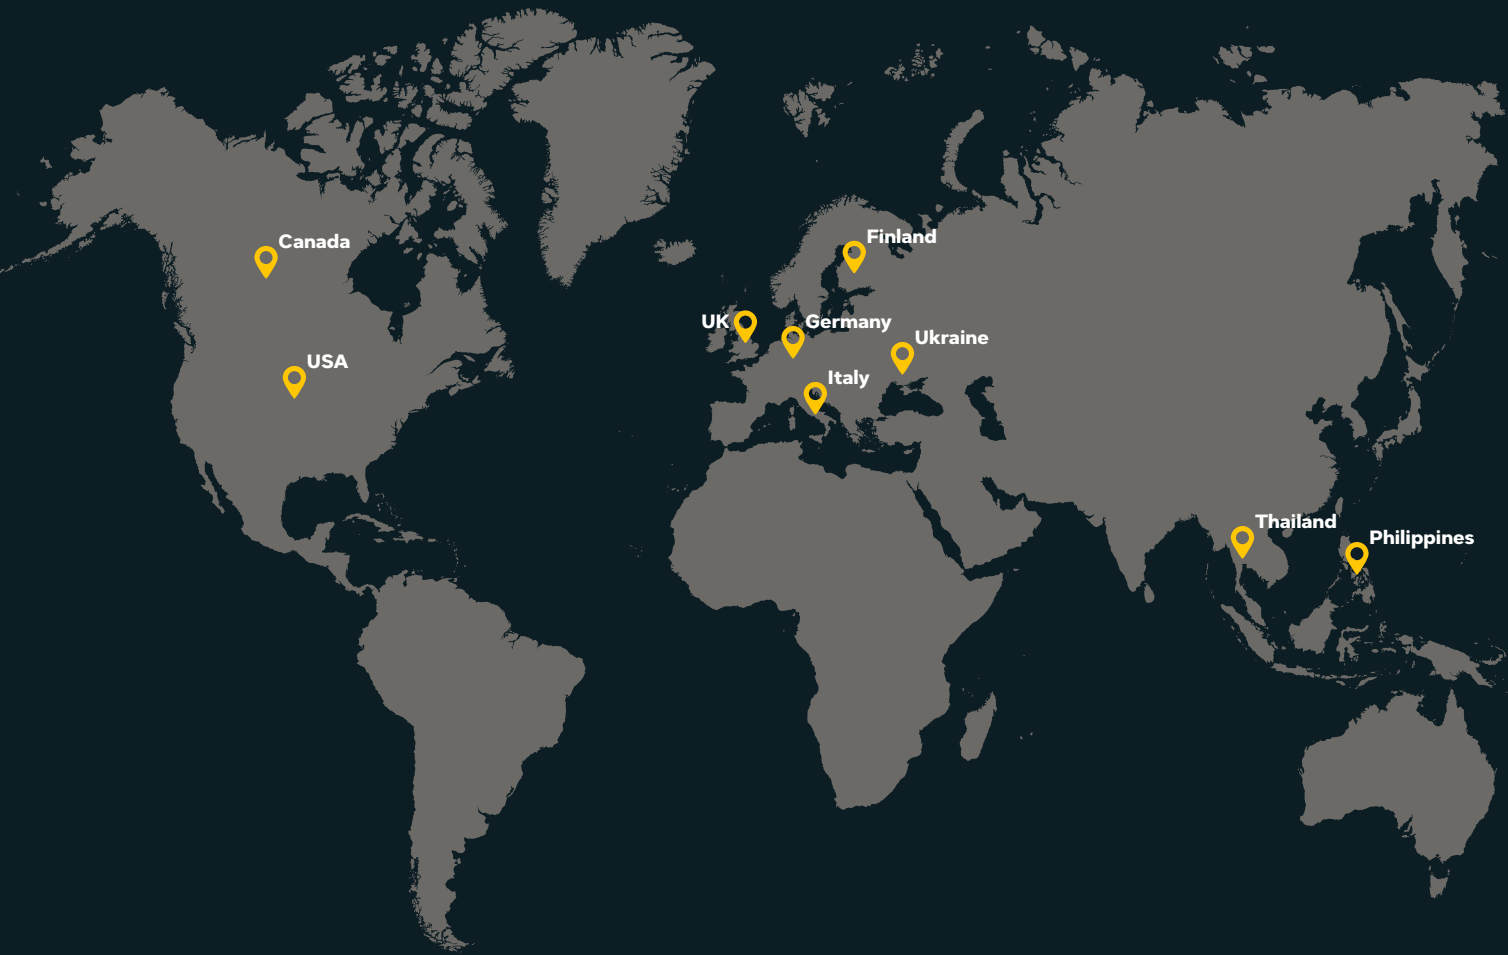 Finland
Canada
UK
Germany
Ukraine
USA
Italy
Thailand
Philippines